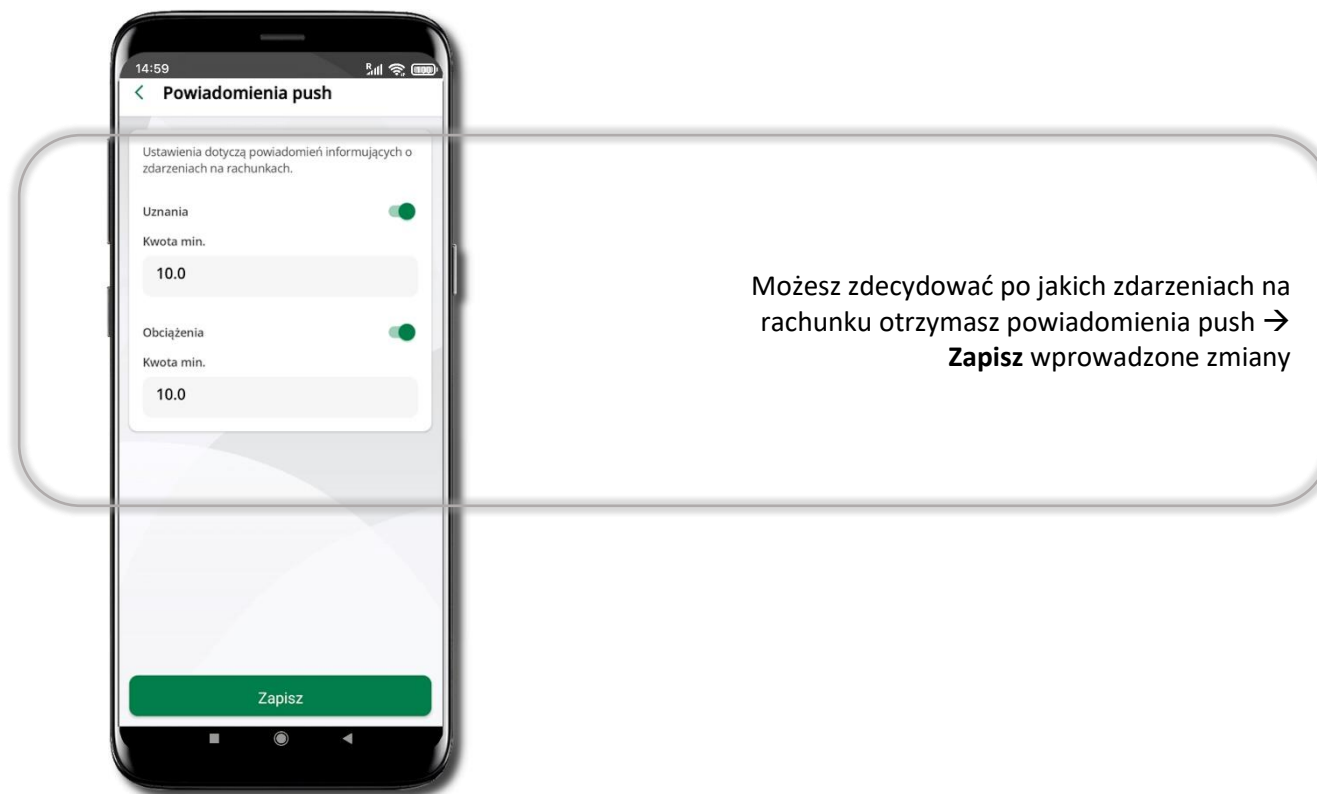 14:59
Powiadomienia push
Ustawienia dotyczą powiadomień informujących o
zdarzeniach na rachunkach.
Uznania
Kwota min.
10.0
Obciążenia
Kwota min.
10.0
Zapisz
Możesz zdecydować po jakich zdarzeniach na
rachunku otrzymasz powiadomienia push →
Zapisz wprowadzone zmiany